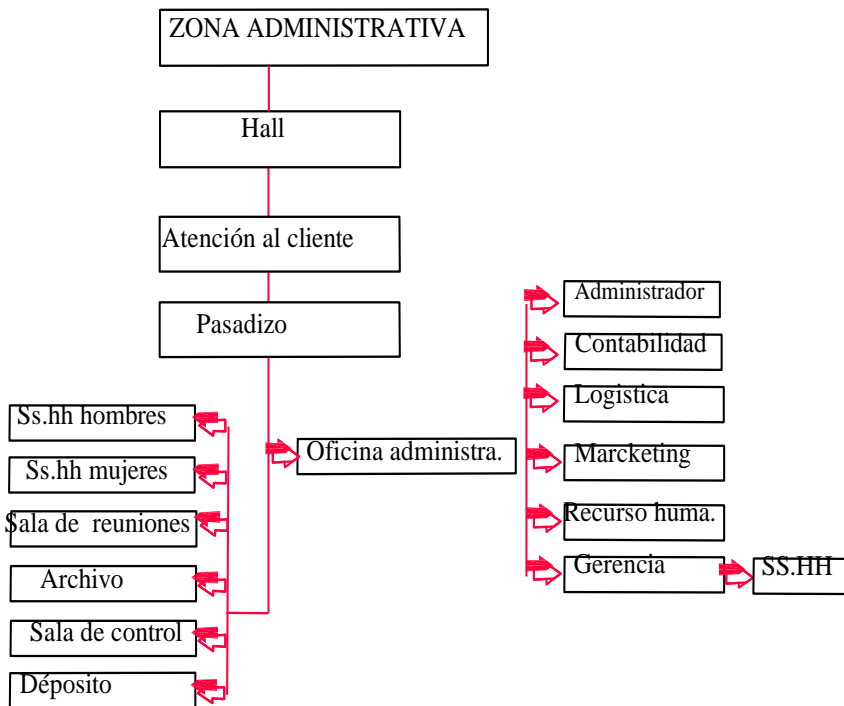 ZONA ADMINISTRATIVA
Hall
Atención al cliente
Pasadizo
Ss.hh hombres
Ss.hh mujeres
Sala de reuniones
Archivo
Sala de control
Déposito
Oficina administra.
Administrador
Contabilidad
Logistica
Marcketing
Recurso huma.
Gerencia
SS.HH